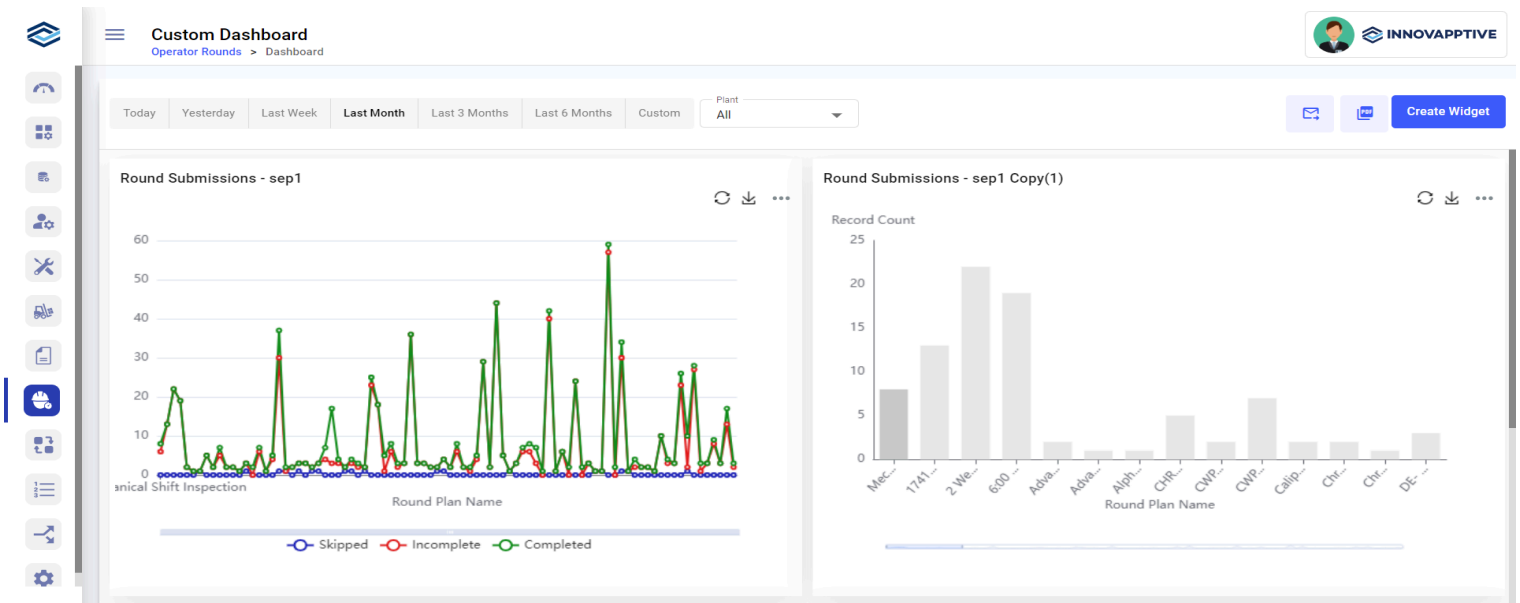 Custom Dashboard
Operator Rounds > Dashboard
INNOVAPPTIVE
Today Yesterday Last Week Last Month Last 3 Months Last 6 Months Custom
Plant
All
PDF
Create Widget
Round Submissions - sep1
60
50
40
30
20
10
0
anical Shift Inspection
Round Plan Name
Skipped Incomplete Completed
Round Submissions - sep1 Copy(1)
Record Count
25
20
15
10
5
0
Mec... 1741 ... 2 We... 6:00 ... Adva... Adva... Alph... CHR... CWP... CWP... Calip... Chr... Chr... DE- ...
Round Plan Name